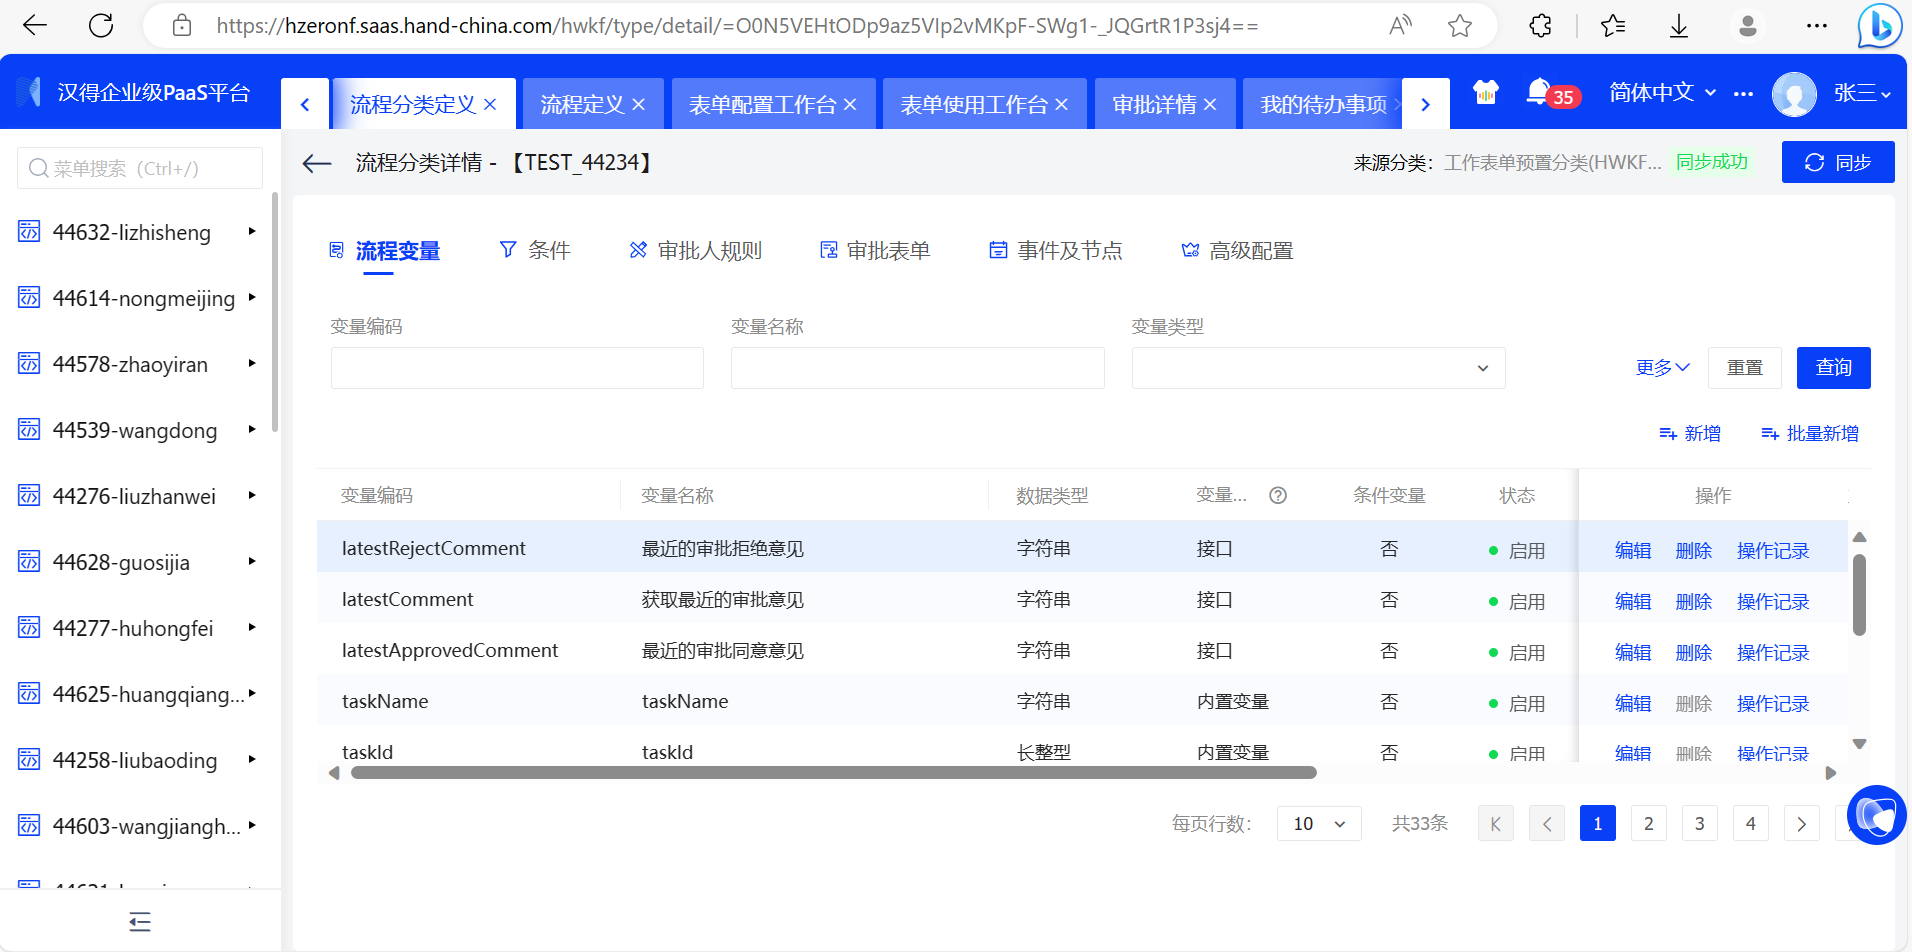 https://hzeronf.saas.hand-china.com/hwkf/type/detail/=O0N5VEHtODp9az5VIp2vMKpF-SWg1-_JQGrtR1P3sj4==
汉得企业级PaaS平台
流程分类定义
流程定义
表单配置工作台
表单使用工作台
审批详情
我的待办事项
35
简体中文
张三
菜单搜索 (Ctrl+/)
流程分类详情 - 【TEST_44234】
来源分类: 工作表单预置分类(HWKF...
同步成功
同步
44632-lizhisheng
44614-nongmeijing
44578-zhaoyiran
44539-wangdong
44276-liuzhanwei
44628-guosijia
44277-huhongfei
44625-huangqiang...
44258-liubaoding
44603-wangjiangh...
流程变量
条件
审批人规则
审批表单
事件及节点
高级配置
变量编码
变量名称
变量类型
更多
重置
查询
新增
批量新增
变量编码 变量名称 数据类型 变量... 条件变量 状态 操作
latestRejectComment 最近的审批拒绝意见 字符串 接口 否 启用 编辑 删除 操作记录
latestComment 获取最近的审批意见 字符串 接口 否 启用 编辑 删除 操作记录
latestApprovedComment 最近的审批同意意见 字符串 接口 否 启用 编辑 删除 操作记录
taskName taskName 字符串 内置变量 否 启用 编辑 删除 操作记录
taskId taskId 长整型 内置变量 否 启用 编辑 删除 操作记录
每页行数: 10 共33条 1 2 3 4